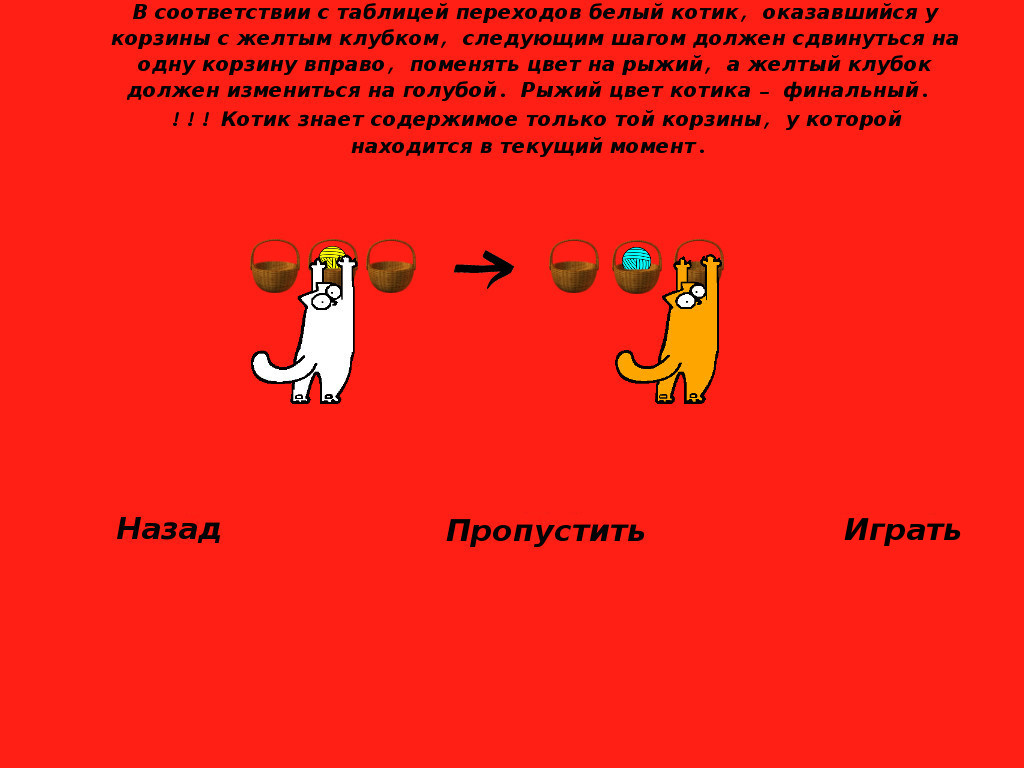 В соответствии с таблицей переходов белый котик, оказавшийся у
корзины с желтым клубком, следующим шагом должен сдвинуться на
одну корзину вправо, поменять цвет на рыжий, а желтый клубок
должен измениться на голубой. Рыжий цвет котика – финальный.
!!! Котик знает содержимое только той корзины, у которой
находится в текущий момент.
Назад Пропустить Играть